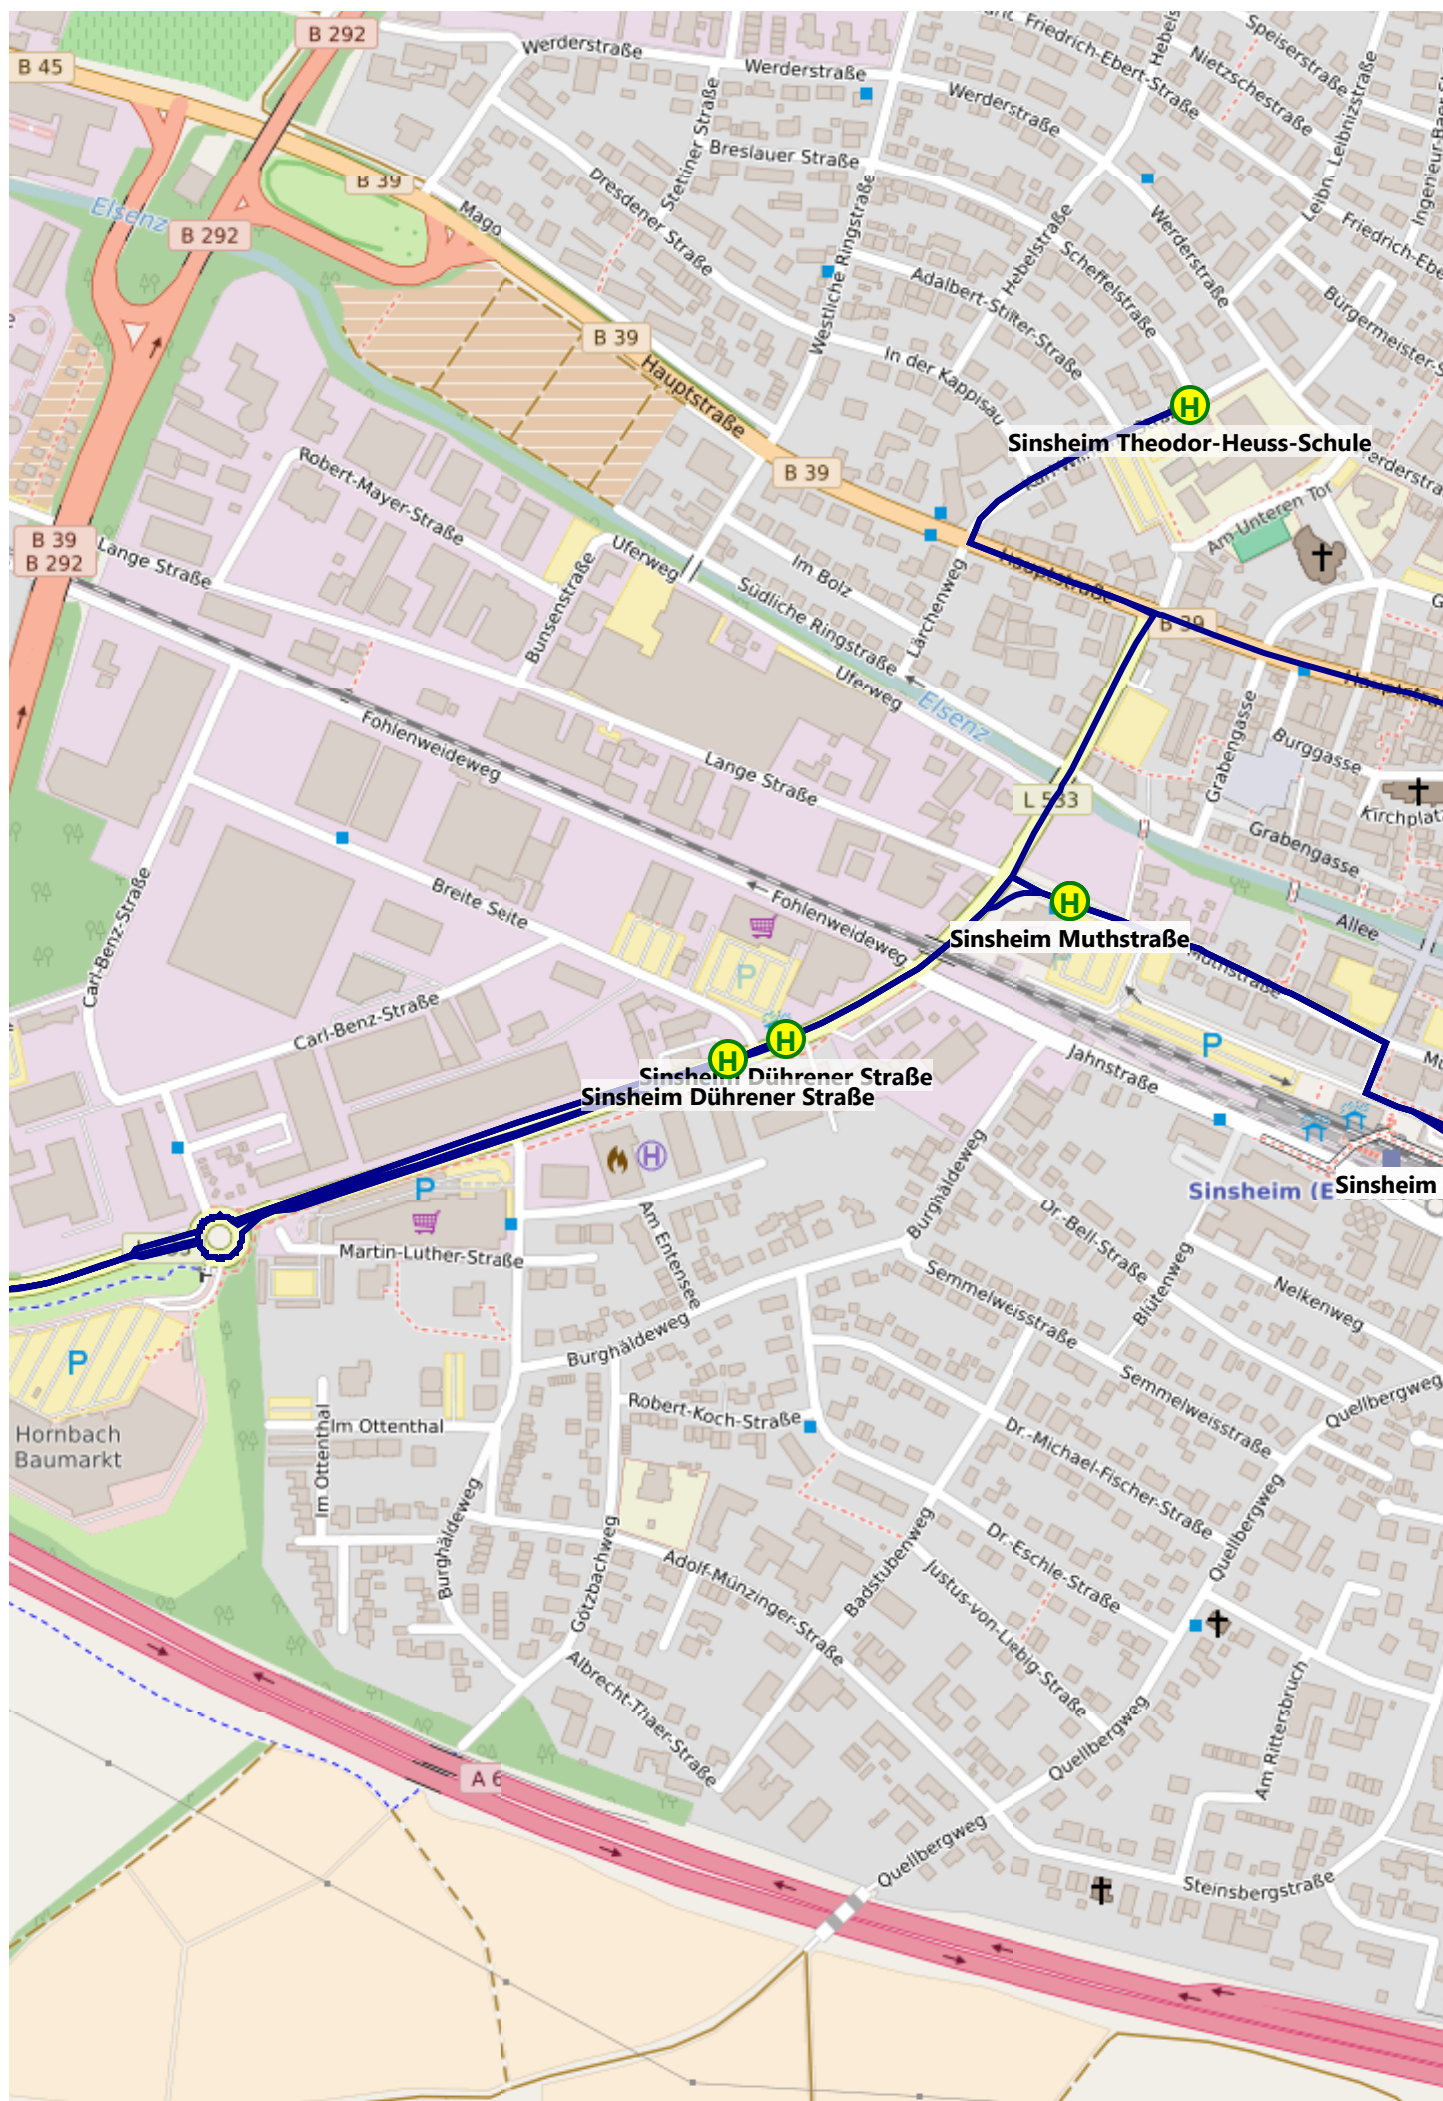 B 292
B 45
Werderstraße
Werderstraße
Friedrich-Ebert-Straße
Speiserstraße
Nietzschestraße
Werderstraße
Stettiner Straße
Breslauer Straße
Dresdener Straße
B 39
Elsenz
B 292
Westliche Ringstraße
Hebelstraße
Scheffelstraße
Werderstraße
Adalbert-Stifter-Straße
B 39
Hauptstraße
In der Kappisau
H
Sinsheim Theodor-Heuss-Schule
Robert-Mayer-Straße
B 39
Am Unteren Tor
B 39
B 292
Lange Straße
Uferweg
Im Bolz
Hauptstraße
Bunsenstraße
Südliche Ringstraße
Lärchenweg
B 39
Uferweg
Elsenz
Fohlenweideweg
Grabengasse
Burggasse
Lange Straße
L 533
Kirchplatz
Grabengasse
Breite Seite
Carl-Benz-Straße
Fohlenweideweg
H
Allee
Sinsheim Muthstraße
Muthstraße
P
P
Carl-Benz-Straße
H
H
P
Jahnstraße
Sinsheim Dührener Straße
Sinsheim Dührener Straße
H
P
Burghäldeweg
Sinsheim
Am Entensee
Dr.-Bell-Straße
Martin-Luther-Straße
Semmelweisstraße
Blütenweg
Nelkenweg
Burghäldeweg
P
Semmelweisstraße
Quellbergweg
Robert-Koch-Straße
Im Ottenthal
Im Ottenthal
Hornbach
Baumarkt
Dr.-Michael-Fischer-Straße
Burghäldeweg
Quellbergweg
Götzbachweg
Badstubenweg
Dr.-Eschle-Straße
Adolf-Münzinger-Straße
Justus-von-Liebig-Straße
Albrecht-Thaer-Straße
Am Rittersbruch
Quellbergweg
A 6
Quellbergweg
Steinsbergstraße